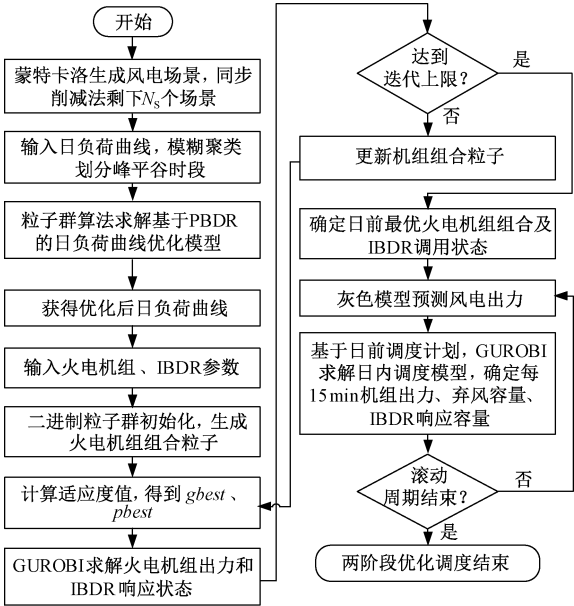 开始
蒙特卡洛生成风电场景，同步
削减法剩下Ns个场景
输入日负荷曲线，模糊聚类
划分峰平谷时段
粒子群算法求解基于PBDR
的日负荷曲线优化模型
获得优化后日负荷曲线
输入火电机组、IBDR参数
二进制粒子群初始化，生成
火电机组组合粒子
计算适应度值，得到 gbest、
pbest
GUROBI求解火电机组出力和
IBDR响应状态
达到
迭代上限？
是
否
更新机组组合粒子
确定日前最优火电机组组合及
IBDR调用状态
灰色模型预测风电出力
基于日前调度计划，GUROBI
求解日内调度模型，确定每
15min机组出力、弃风容量、
IBDR响应容量
滚动
周期结束？
否
是
两阶段优化调度结束